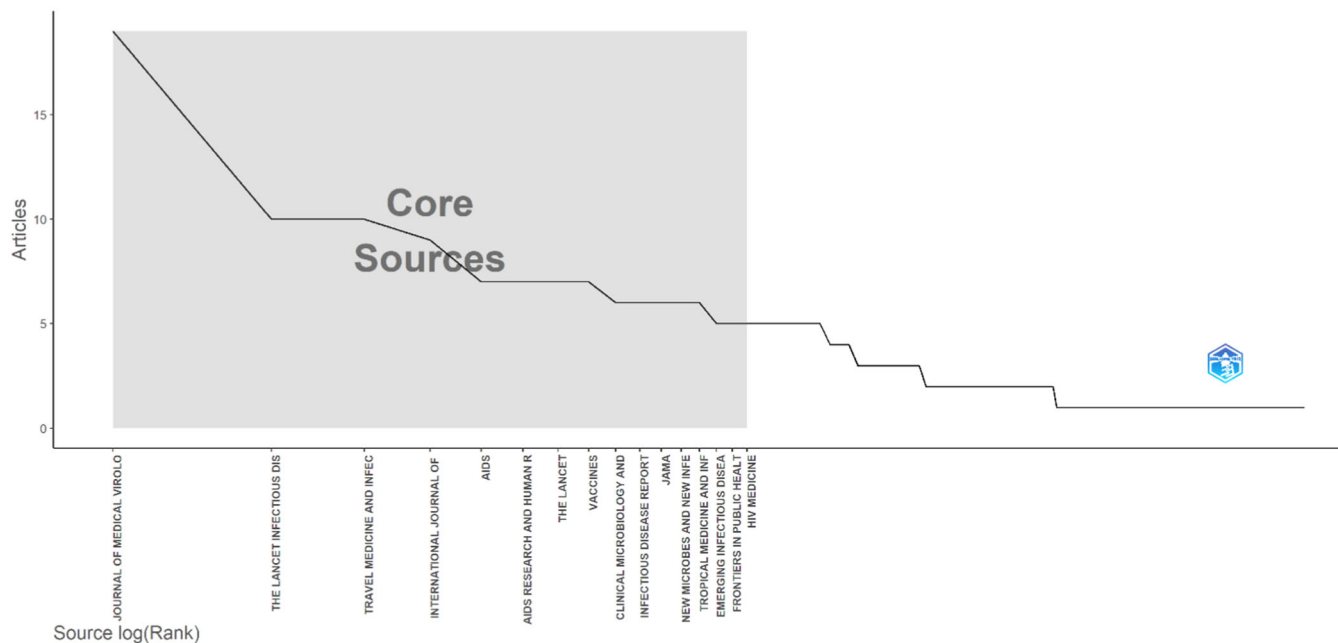 15
10
5
0
Articles
Core
Sources
JOURNAL OF MEDICAL VIROLO
THE LANCET INFECTIOUS DIS
TRAVEL MEDICINE AND INFEC
INTERNATIONAL JOURNAL OF
AIDS
AIDS RESEARCH AND HUMAN R
THE LANCET
VACCINES
CLINICAL MICROBIOLOGY AND
INFECTIOUS DISEASE REPORT
JAMA
NEW MICROBES AND NEW INFE
TROPICAL MEDICINE AND INF
EMERGING INFECTIOUS DISEA
FRONTIERS IN PUBLIC HEALT
HIV MEDICINE
Source log(Rank)